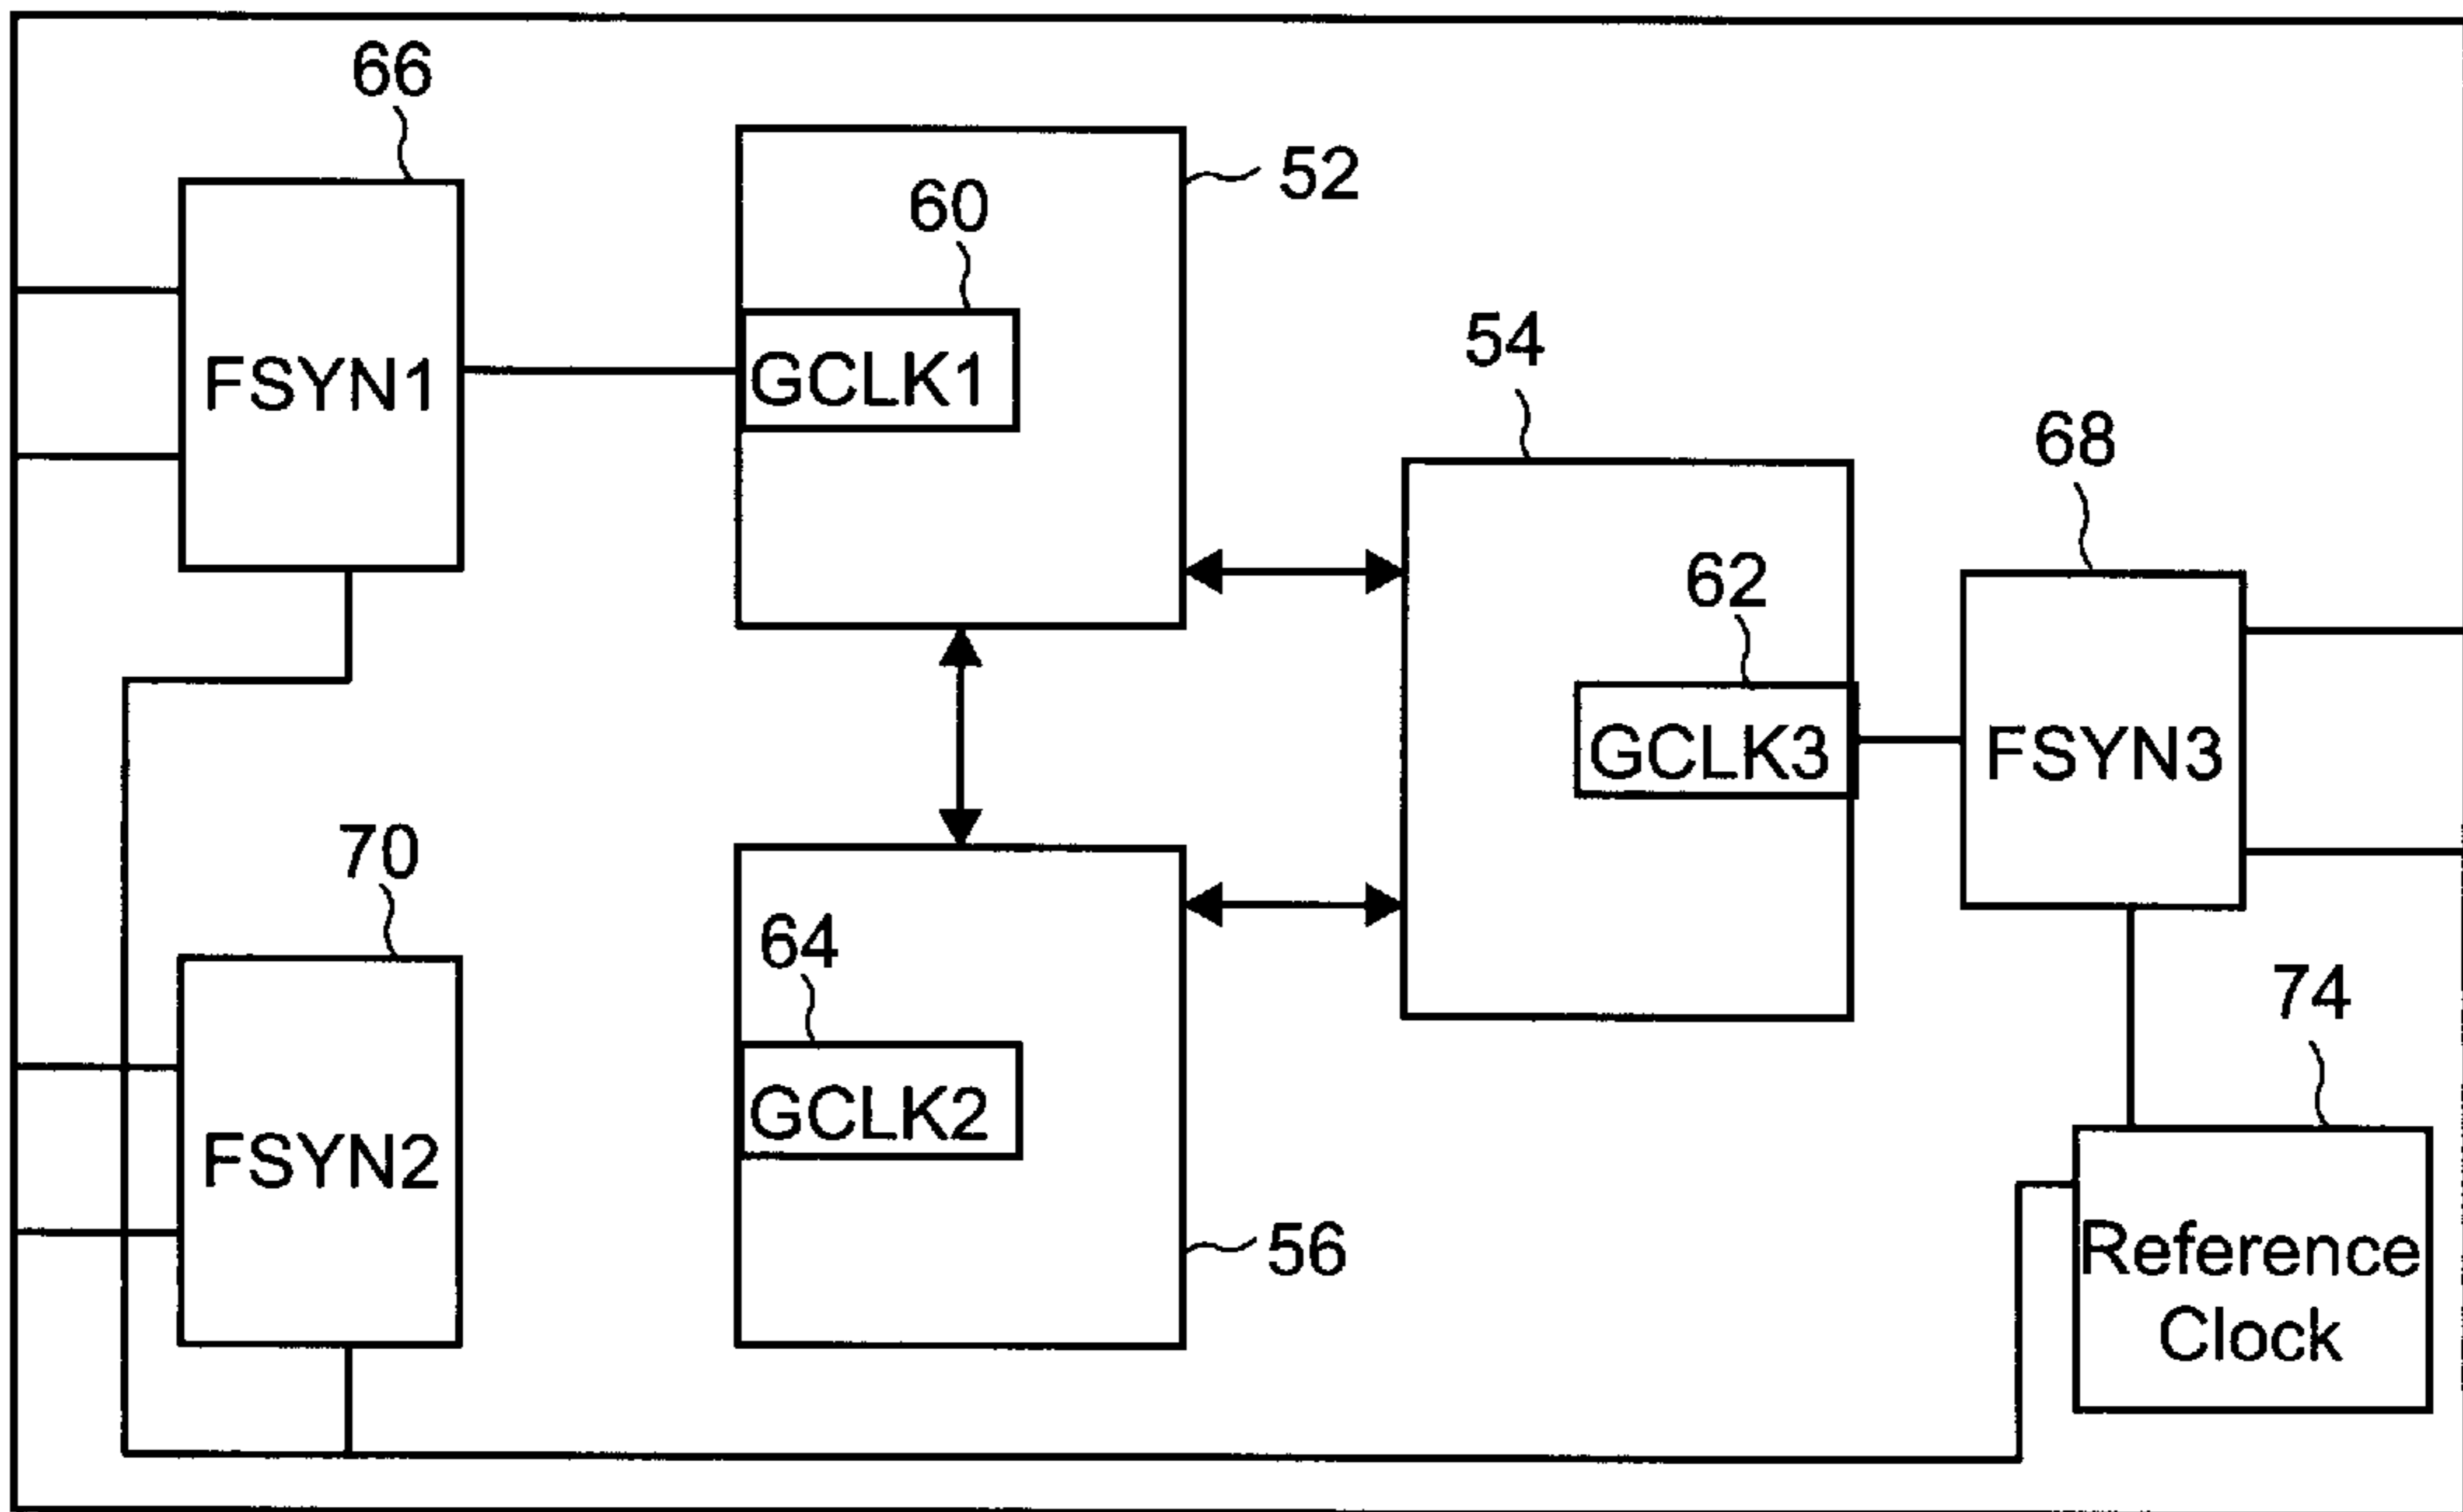 66
52
60
54
GCLK1
FSYN1
68
62
GCLK3
FSYN3
70
64
74
GCLK2
FSYN2
56
Reference
Clock